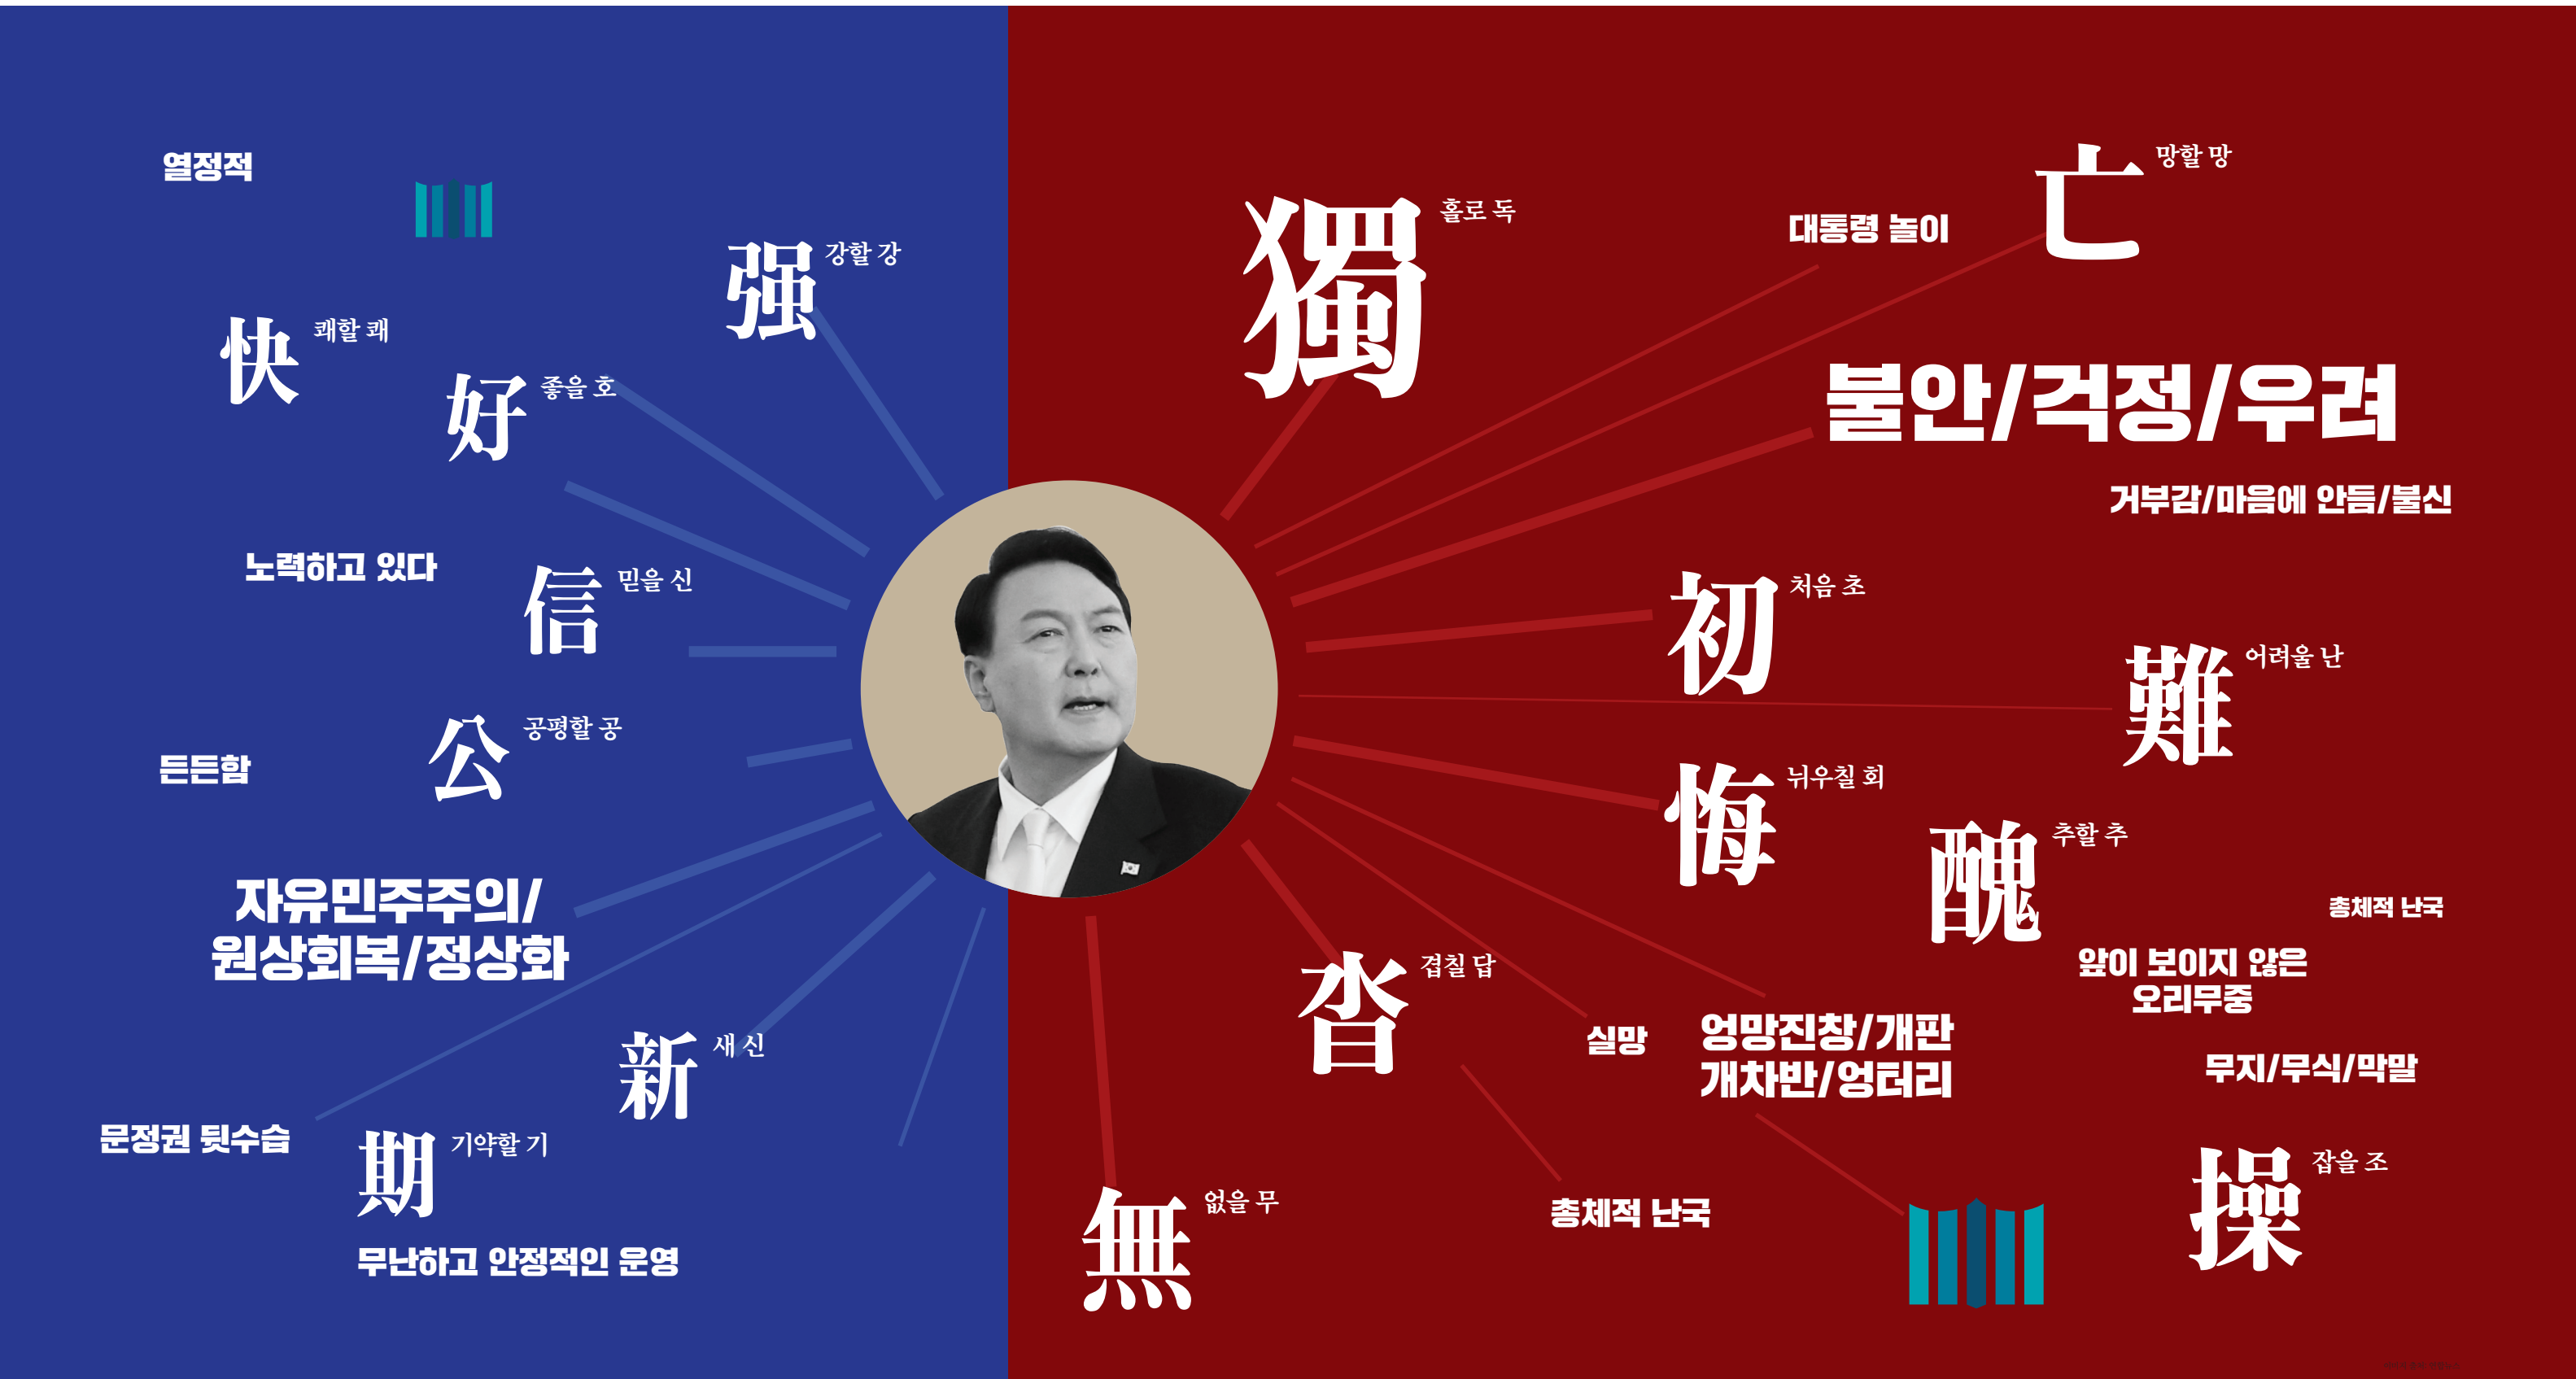 열정적
强 강할 강
快 쾌할 쾌
好 좋을 호
노력하고 있다
信 믿을 신
公 공평할 공
든든함
자유민주주의/
원상회복/정상화
新 새 신
문정권 뒷수습
期 기약할 기
무난하고 안정적인 운영
獨 홀로 독
亡 망할 망
대통령 놀이
불안/걱정/우려
거부감/마음에 안듬/불신
初 처음 초
難 어려울 난
悔 뉘우칠 회
醜 추할 추
총체적 난국
앞이 보이지 않은
오리무중
沓 겹칠 답
실망
엉망진창/개판
개차반/엉터리
무지/무식/막말
操 잡을 조
無 없을 무
총체적 난국